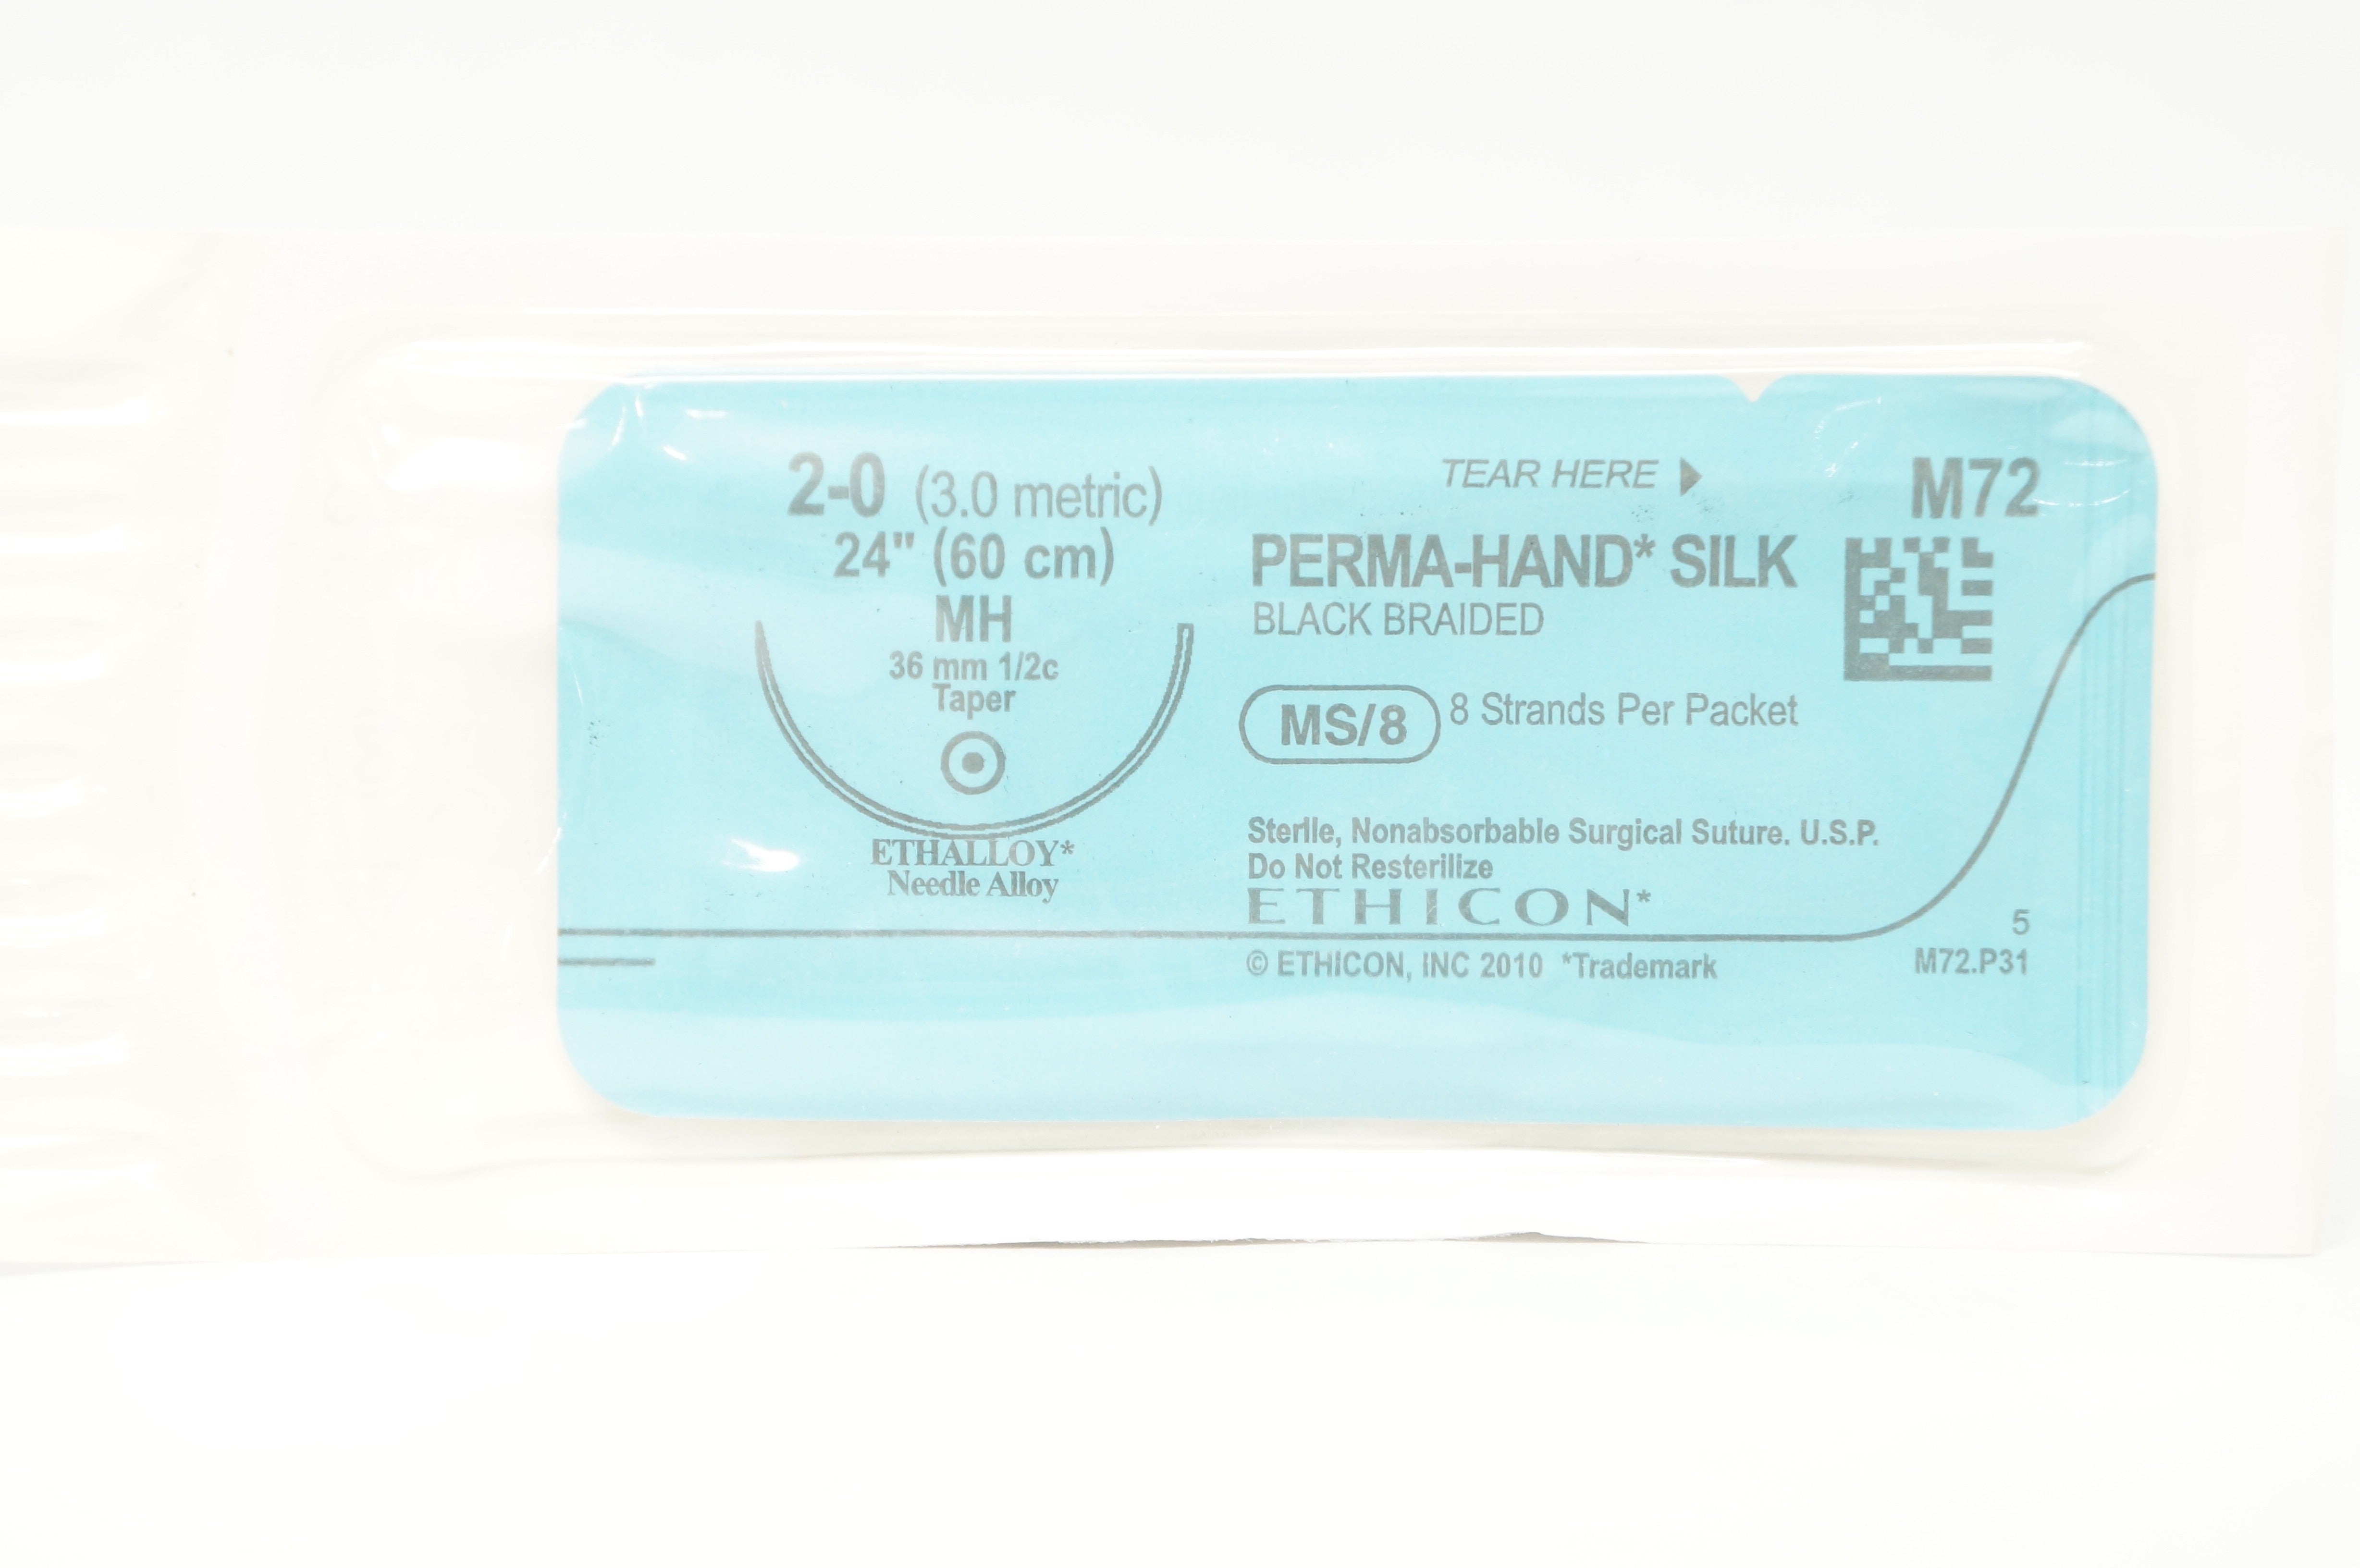 2-0 (3.0 metric)
24" (60 cm)
MH
36 mm 1/2c
Taper
ETHALLOY*
Needle Alloy
TEAR HERE
M72
PERMA-HAND* SILK
BLACK BRAIDED
MS/8 8 Strands Per Packet
Sterile, Nonabsorbable Surgical Suture. U.S.P.
Do Not Resterilize
ETHICON*
© ETHICON, INC 2010 *Trademark
5
M72.P31